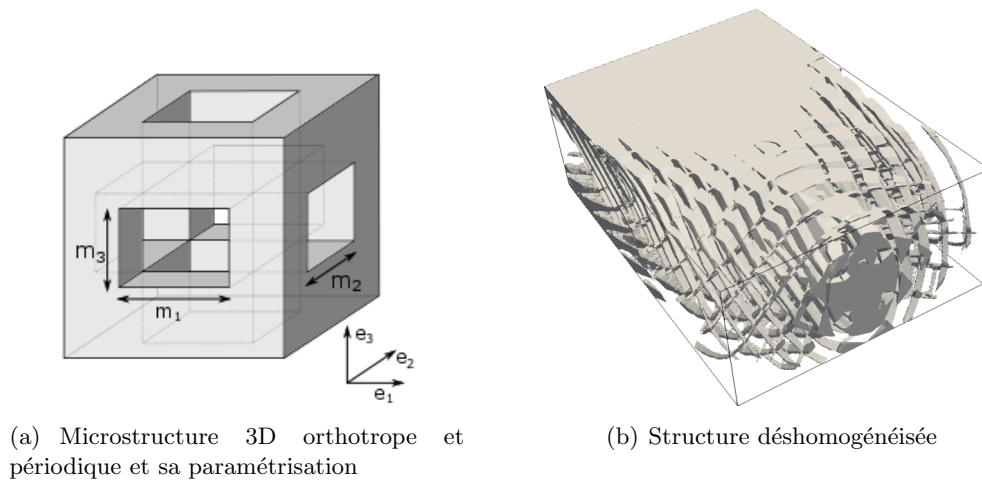 m3
m2
m1
e3
e2
e1
(a) Microstructure 3D orthotrope et
périodique et sa paramétrisation
(b) Structure déshomogénéisée